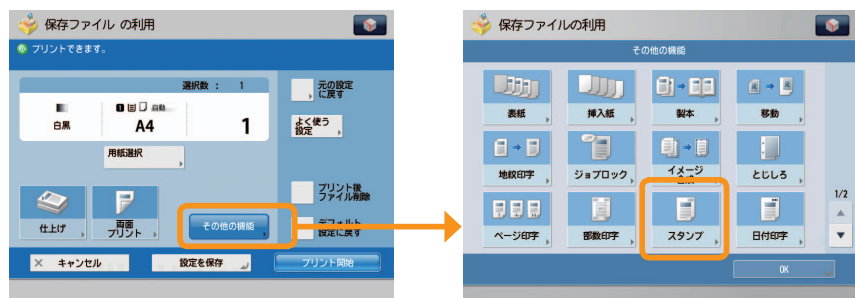 保存ファイル の利用
プリントできます。
選択数 : 1
自動
白黒 A4 1
用紙選択
元の設定
に戻す
よく使う
設定
プリント後
ファイル削除
仕上げ
両面
プリント
その他の機能
デフォルト
設定に戻す
× キャンセル
設定を保存
プリント開始
保存ファイルの利用
その他の機能
表紙
挿入紙
製本
移動
地紋印字
ジョブロック
イメージ
合成
とじしろ
1/2
ページ印字
部数印字
スタンプ
日付印字
OK